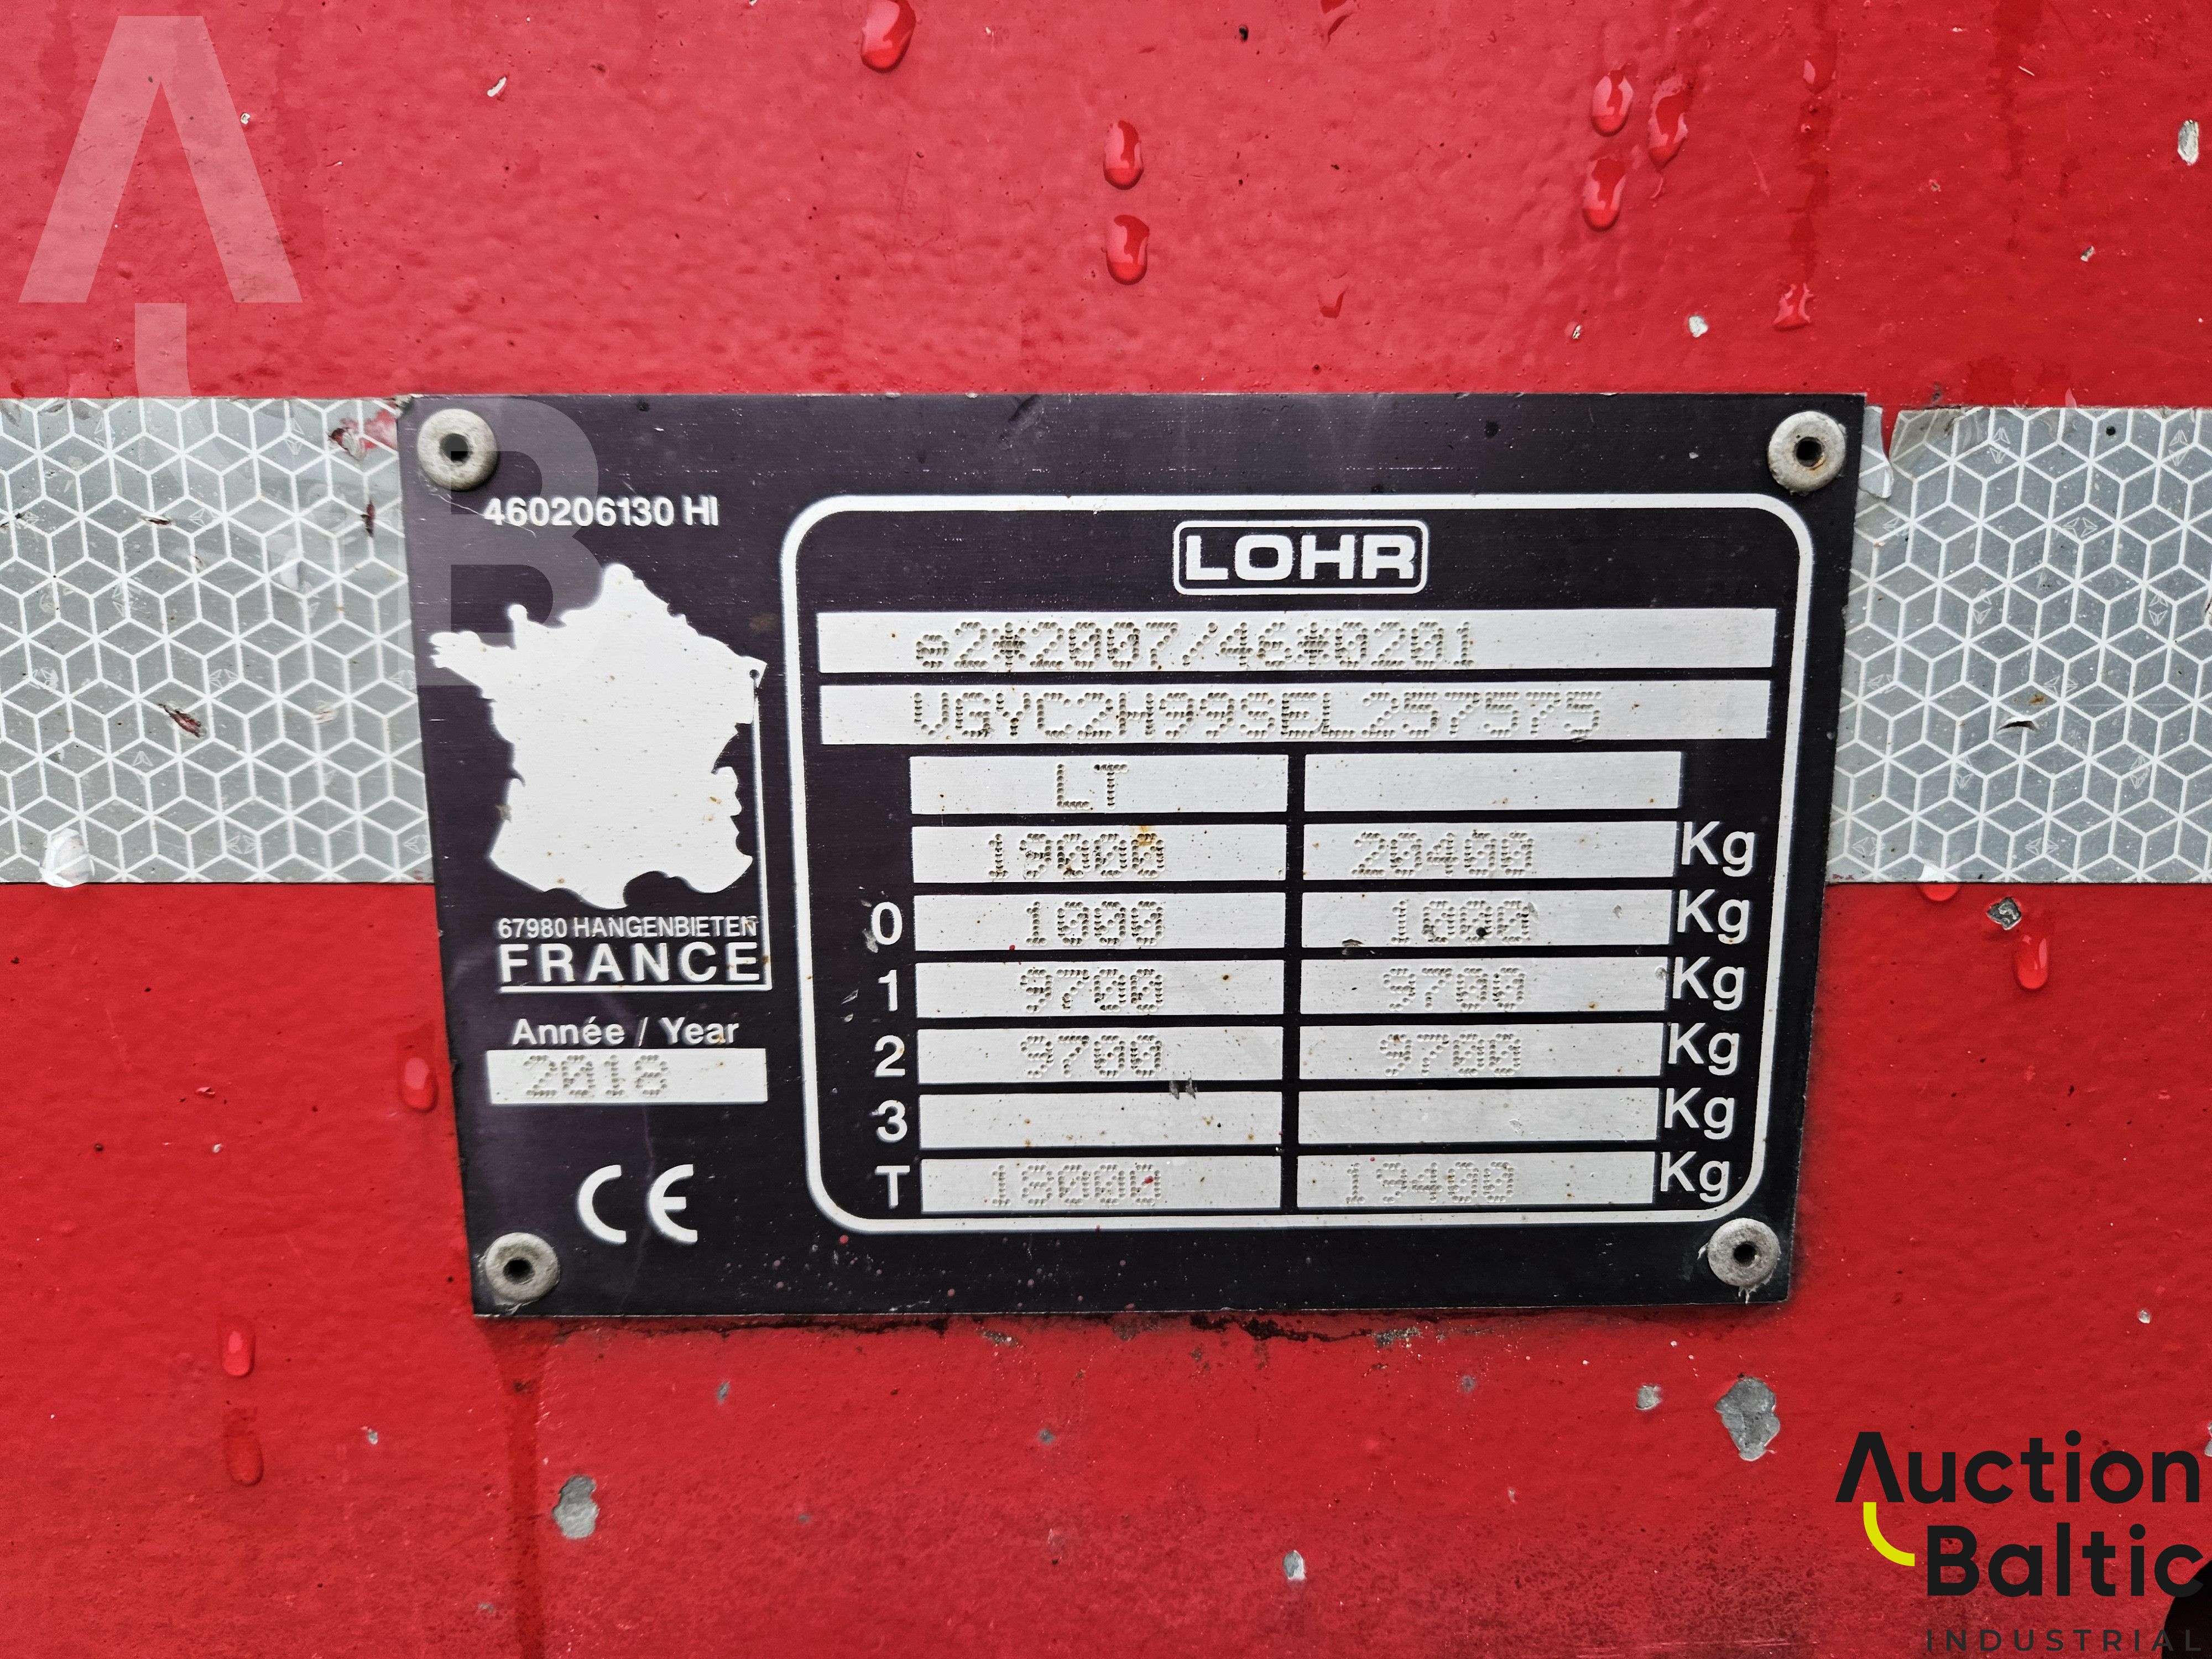 460206130 HI
LOHR
e2*2007/46*0201
VGYC2H99SEL257575
LT
19000 20400 Kg
0 1000 1000 Kg
1 9700 9700 Kg
2 9700 9700 Kg
3 Kg
T 18000 19400 Kg
67980 HANGENBIETEN
FRANCE
Année / Year
2018
CE
Auction
Baltic
INDUSTRIAL
AB